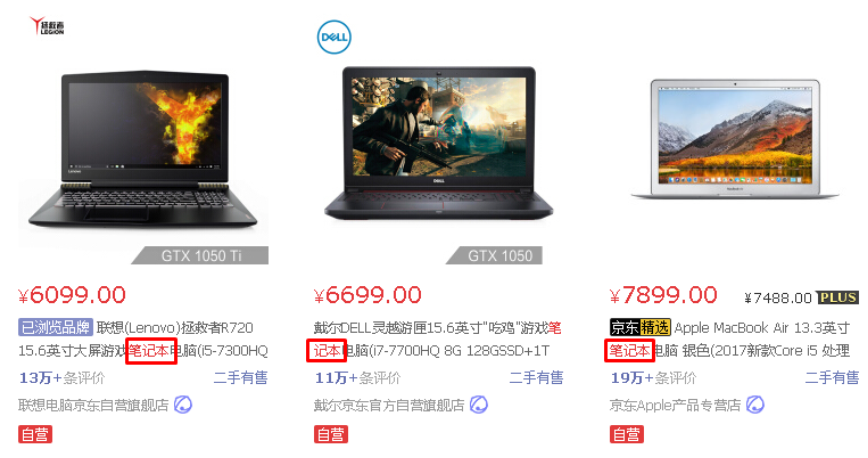 拯救者
LEGION
GTX 1050 Ti
¥6099.00
已浏览品牌 联想(Lenovo)拯救者R720
15.6英寸大屏游戏笔记本电脑(i5-7300HQ
13万+条评价 二手有售
联想电脑京东自营旗舰店
自营
DELL
DELL
GTX 1050
¥6699.00
戴尔DELL灵越游匣15.6英寸"吃鸡"游戏笔
记本电脑(i7-7700HQ 8G 128GSSD+1T
11万+条评价 二手有售
戴尔京东官方自营旗舰店
自营
¥7899.00 ¥7488.00 PLUS
京东精选 Apple MacBook Air 13.3英寸
笔记本电脑 银色(2017新款Core i5 处理
19万+条评价 二手有售
京东Apple产品专营店
自营